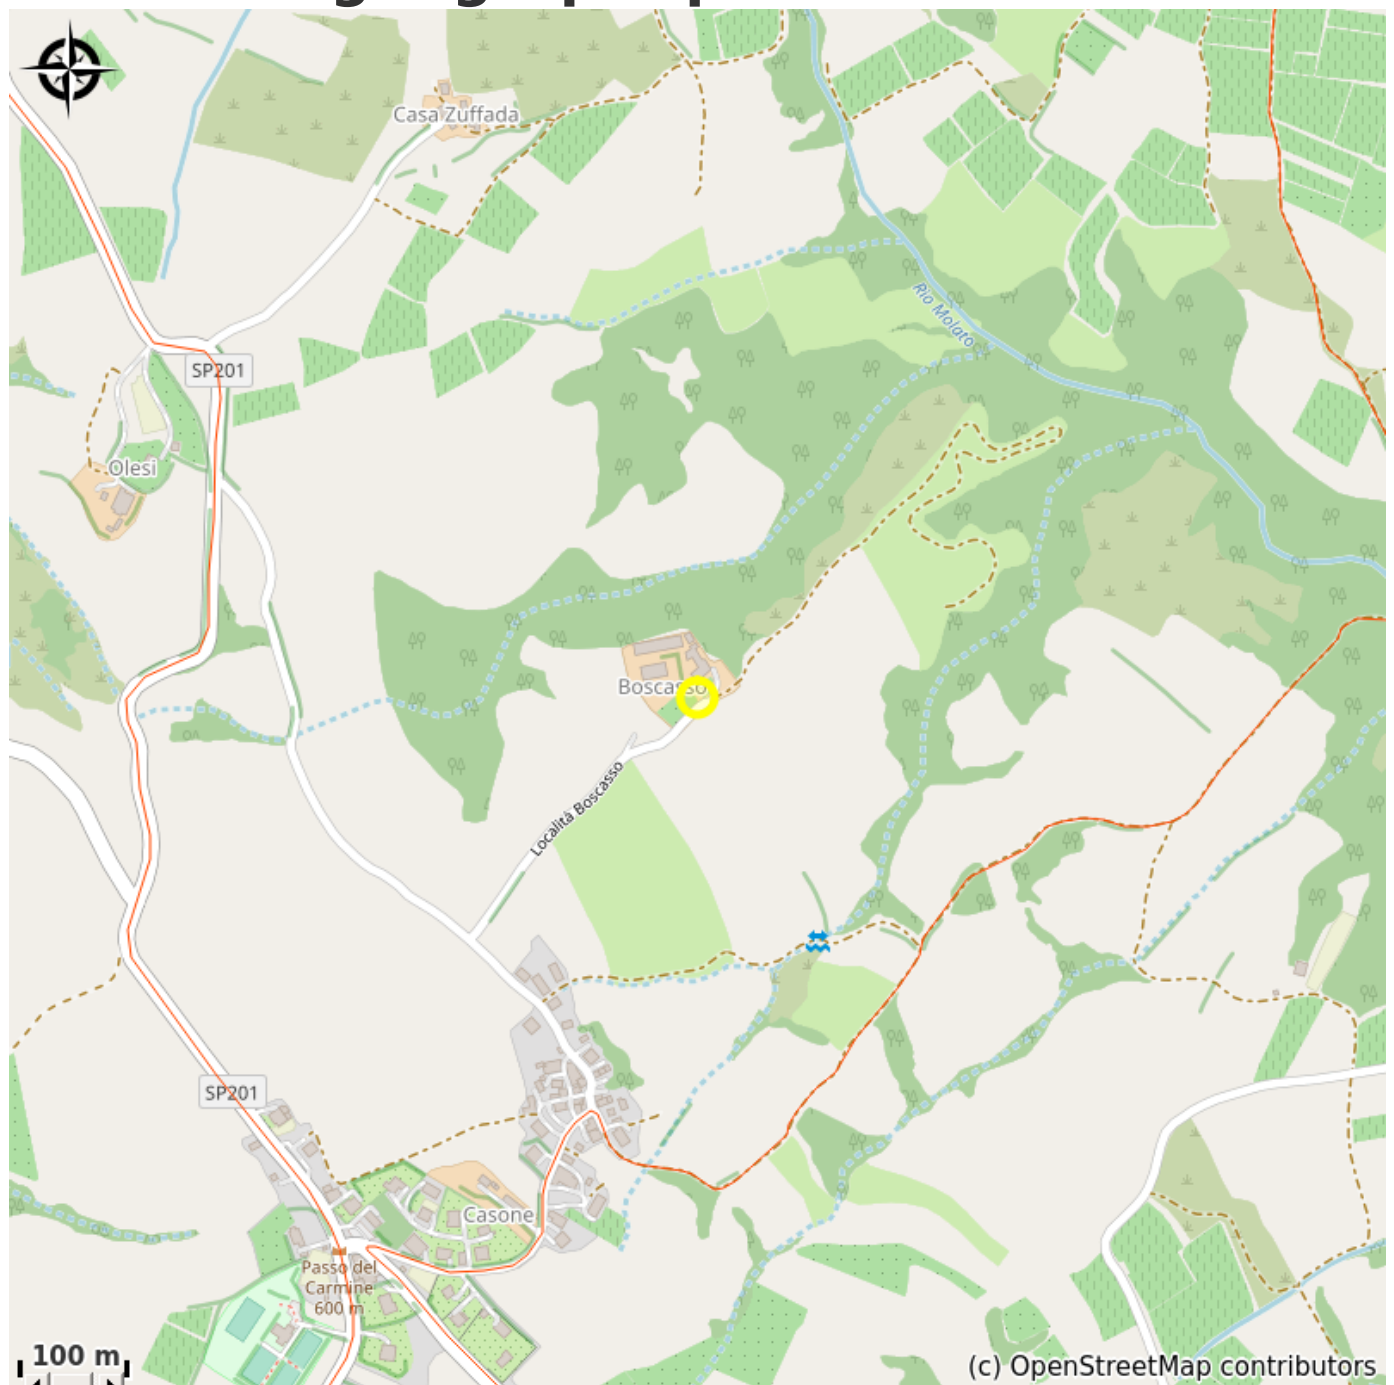 Casa Zuffada
Rio Molato
SP201
Olesi
Boscasso
Località Boscasso
SP201
Casone
Passo del
Carmine
600 m
100 m
(c) OpenStreetMap contributors